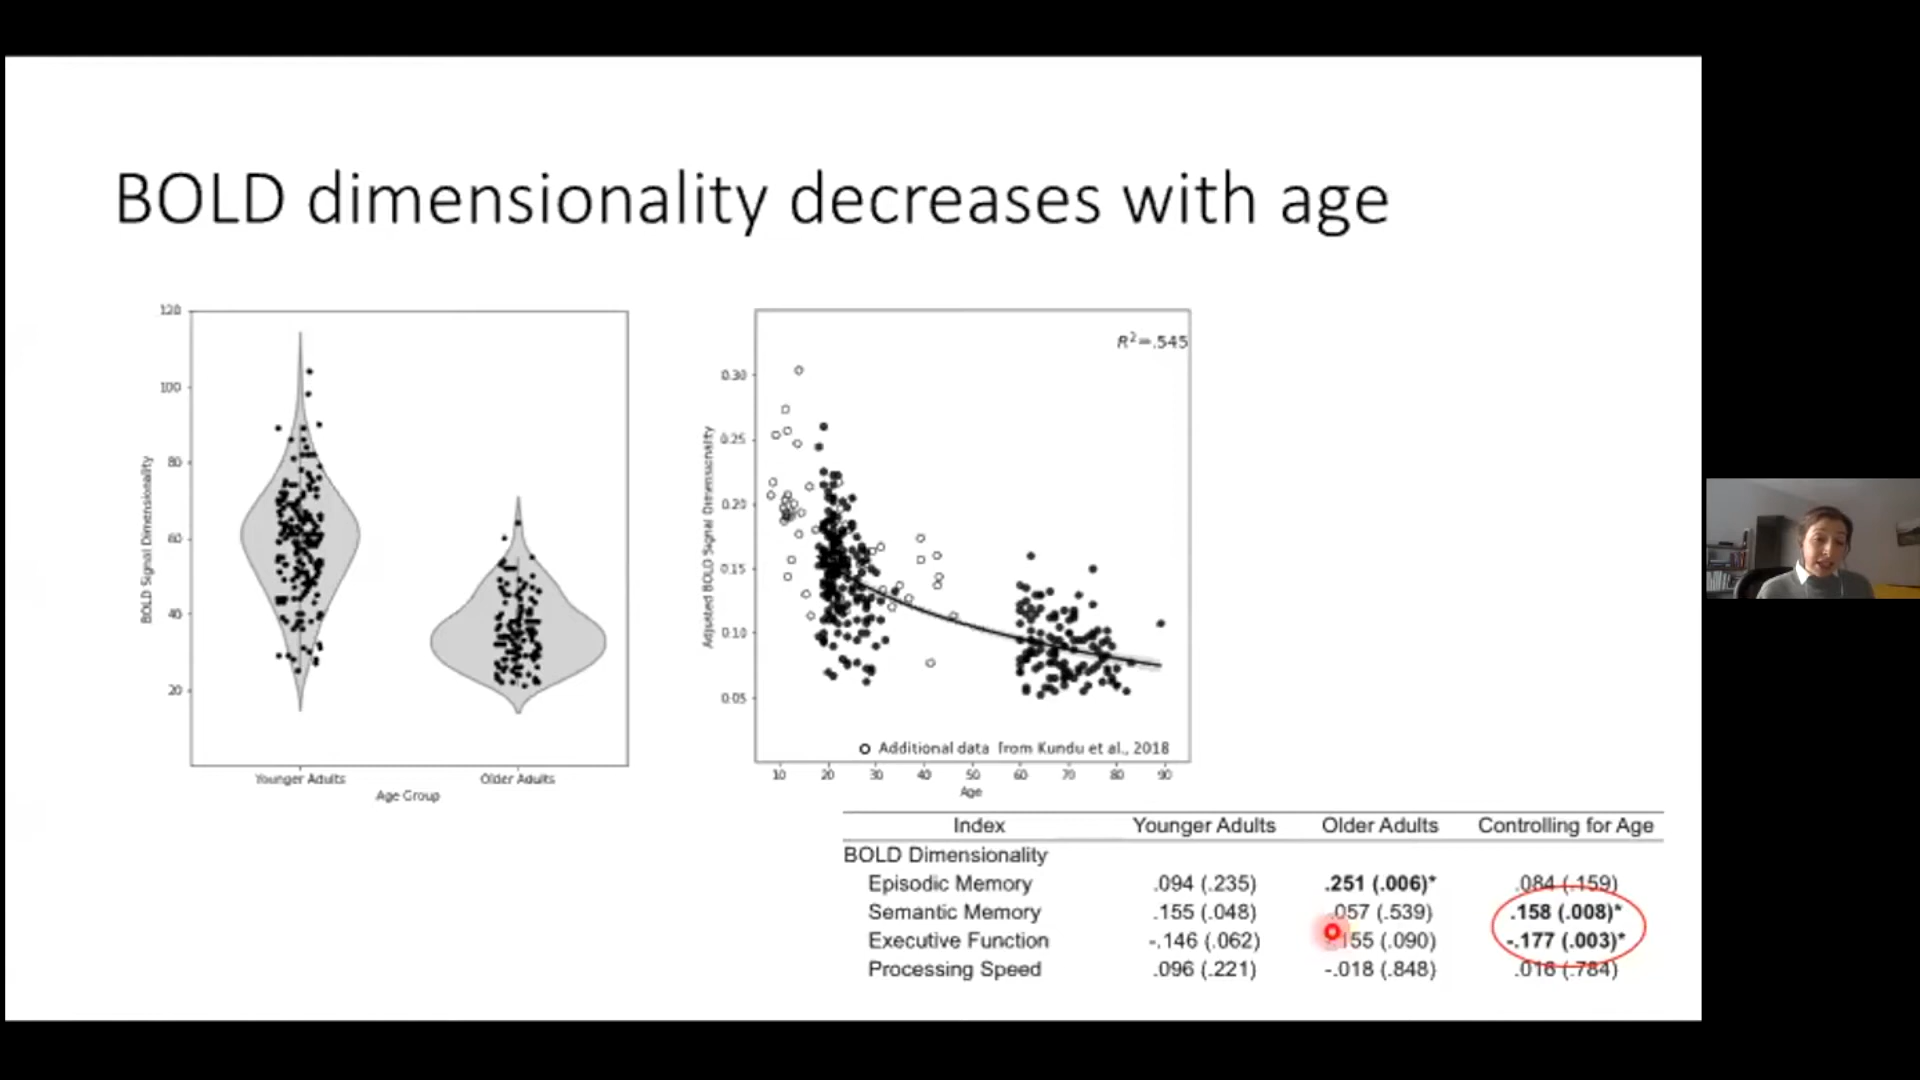 BOLD dimensionality decreases with age
120
100
80
60
40
20
BOLD Signal Dimensionality
Younger Adults
Older Adults
Age Group
R²=.545
0.30
0.25
0.20
0.15
0.10
0.05
Adjusted BOLD Signal Dimensionality
Additional data from Kundu et al., 2018
10 20 30 40 50 60 70 80 90
Age
Index Younger Adults Older Adults Controlling for Age
BOLD Dimensionality
Episodic Memory .094 (.235) .251 (.006)* .084 (.159)
Semantic Memory .155 (.048) .057 (.539) .158 (.008)*
Executive Function -.146 (.062) -.155 (.090) -.177 (.003)*
Processing Speed .096 (.221) -.018 (.848) .016 (.784)